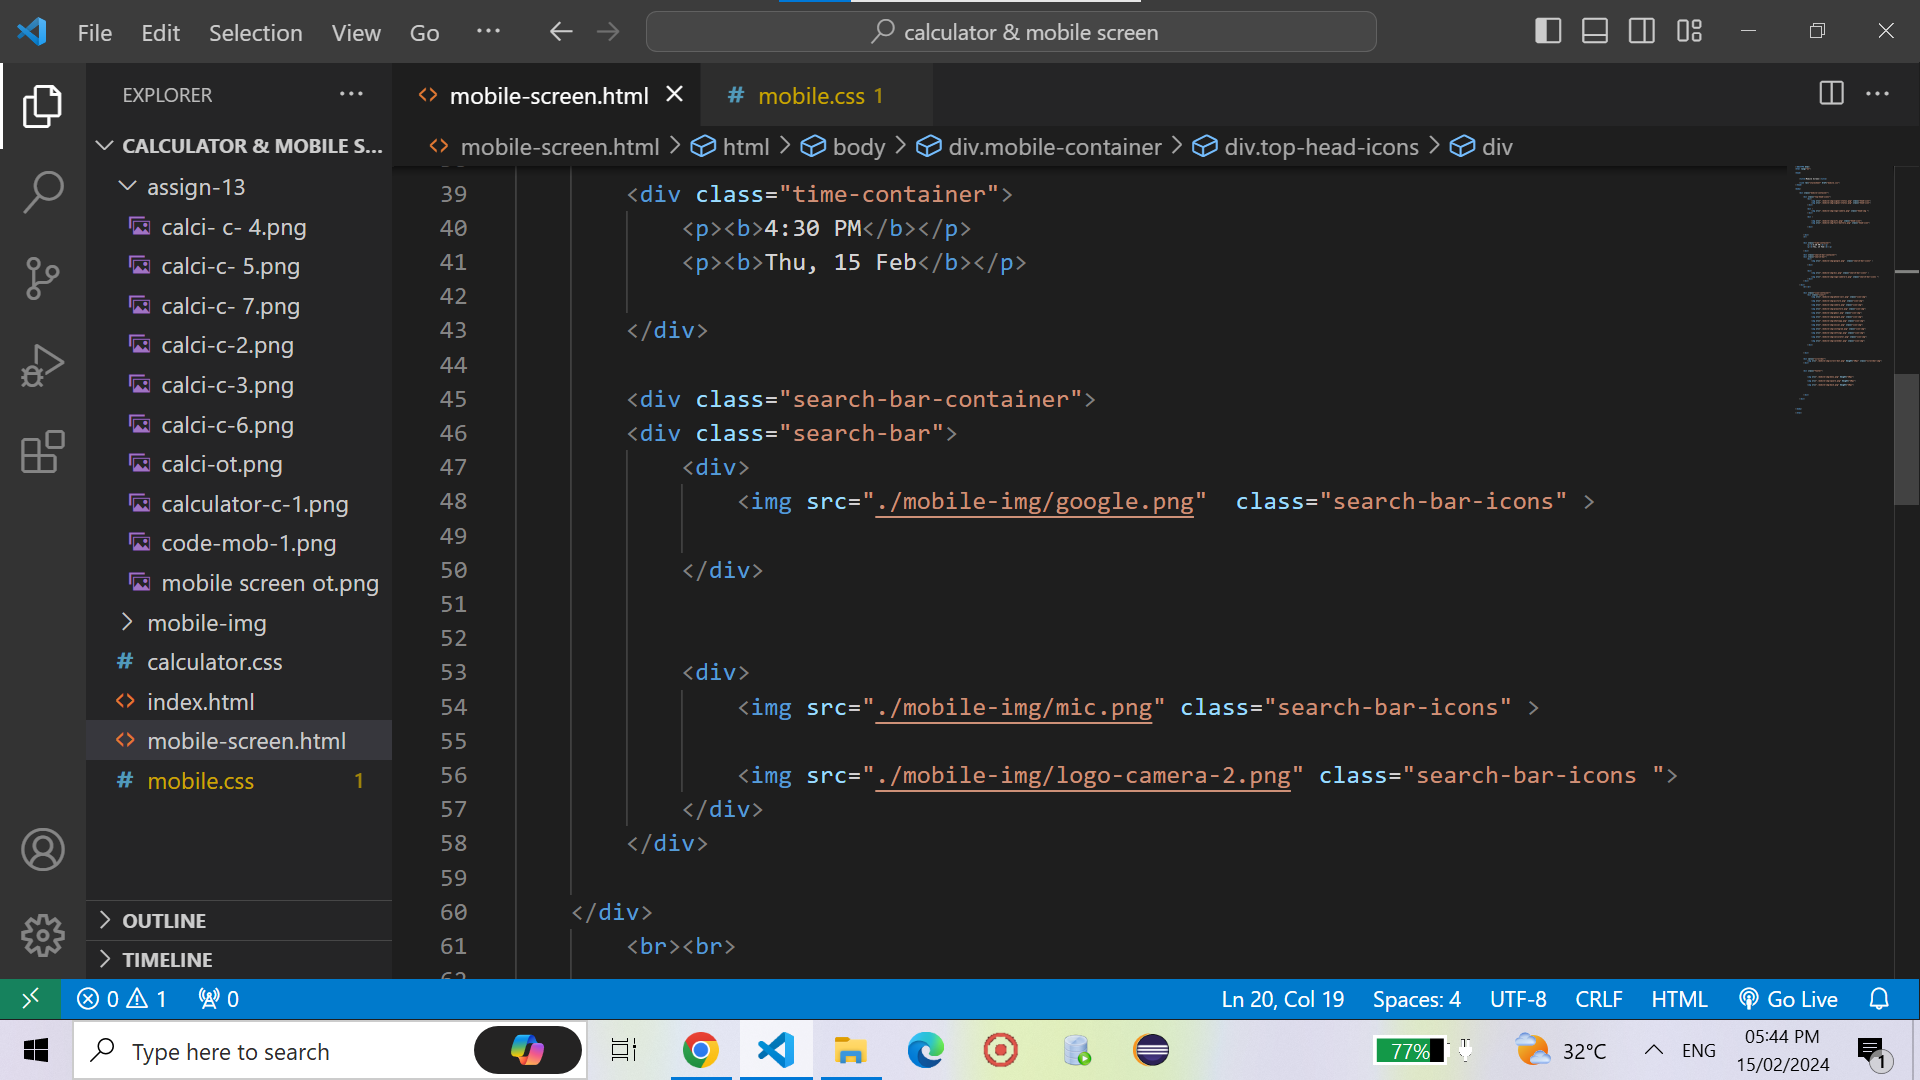 File Edit Selection View Go ··· calculator & mobile screen
EXPLORER ···
mobile-screen.html
# mobile.css 1
CALCULATOR & MOBILE S...
mobile-screen.html > html > body > div.mobile-container > div.top-head-icons > div
assign-13
calci- c- 4.png
calci-c- 5.png
calci-c- 7.png
calci-c-2.png
calci-c-3.png
calci-c-6.png
calci-ot.png
calculator-c-1.png
code-mob-1.png
mobile screen ot.png
mobile-img
# calculator.css
index.html
mobile-screen.html
# mobile.css 1
OUTLINE
TIMELINE
39 <div class="time-container">
40 <p><b>4:30 PM</b></p>
41 <p><b>Thu, 15 Feb</b></p>
42
43 </div>
44
45 <div class="search-bar-container">
46 <div class="search-bar">
47 <div>
48 <img src="./mobile-img/google.png"  class="search-bar-icons" >
49
50 </div>
51
52
53 <div>
54 <img src="./mobile-img/mic.png" class="search-bar-icons" >
55
56 <img src="./mobile-img/logo-camera-2.png" class="search-bar-icons ">
57 </div>
58 </div>
59
60 </div>
61 <br><br>
0 1 0 Ln 20, Col 19 Spaces: 4 UTF-8 CRLF HTML Go Live
Type here to search 77% 32°C ENG 05:44 PM
15/02/2024
1